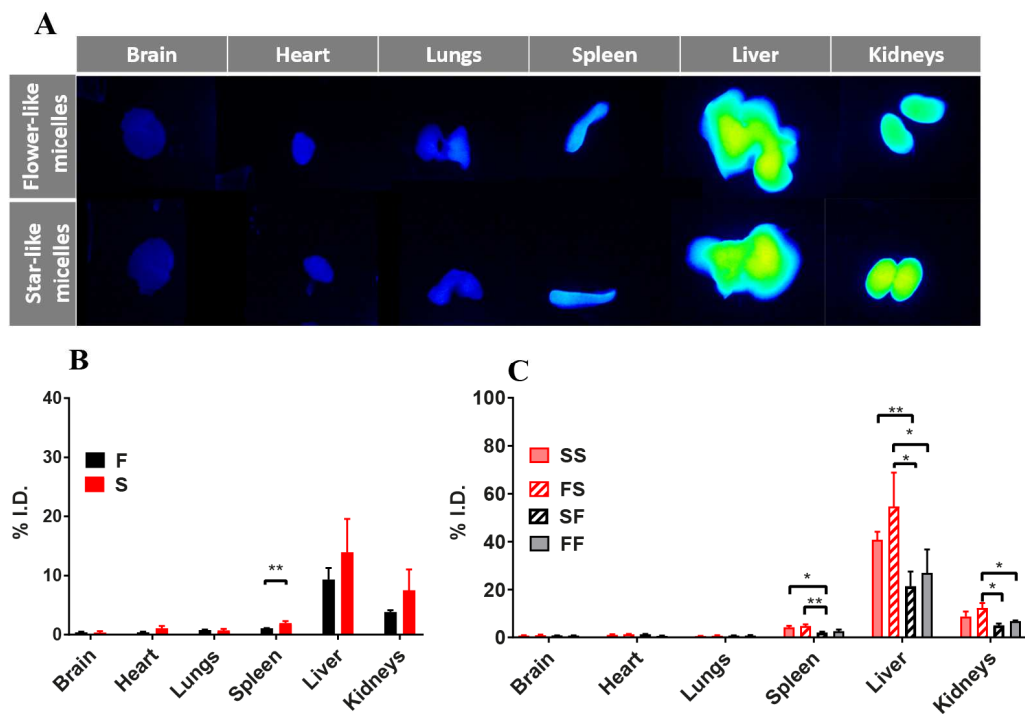 A
Brain Heart Lungs Spleen Liver Kidneys
Flower-like
micelles
Star-like
micelles
B
40
30
20
10
0
% I.D.
F
S
**
Brain Heart Lungs Spleen Liver Kidneys
C
100
80
60
40
20
0
% I.D.
SS
FS
SF
FF
*
**
**
*
*
*
*
Brain Heart Lungs Spleen Liver Kidneys